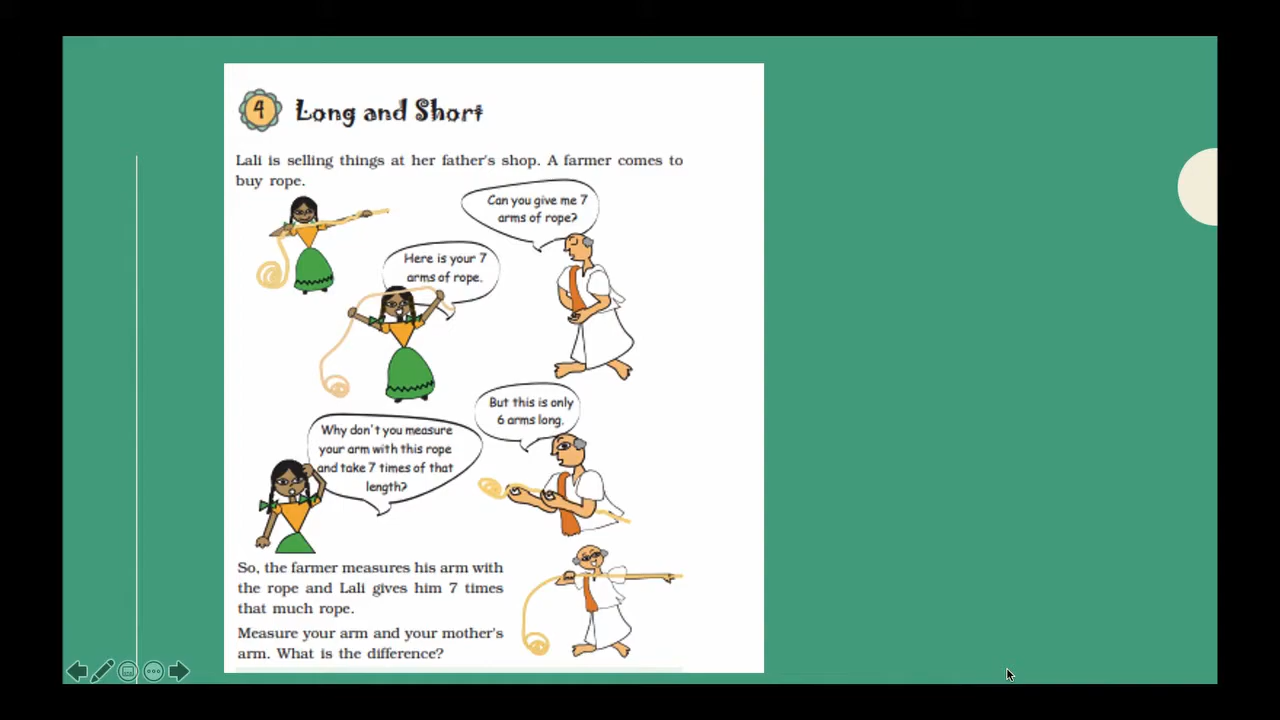 4 Long and Short
Lali is selling things at her father's shop. A farmer comes to
buy rope.
Can you give me 7
arms of rope?
Here is your 7
arms of rope.
But this is only
6 arms long.
Why don't you measure
your arm with this rope
and take 7 times of that
length?
So, the farmer measures his arm with
the rope and Lali gives him 7 times
that much rope.
Measure your arm and your mother's
arm. What is the difference?